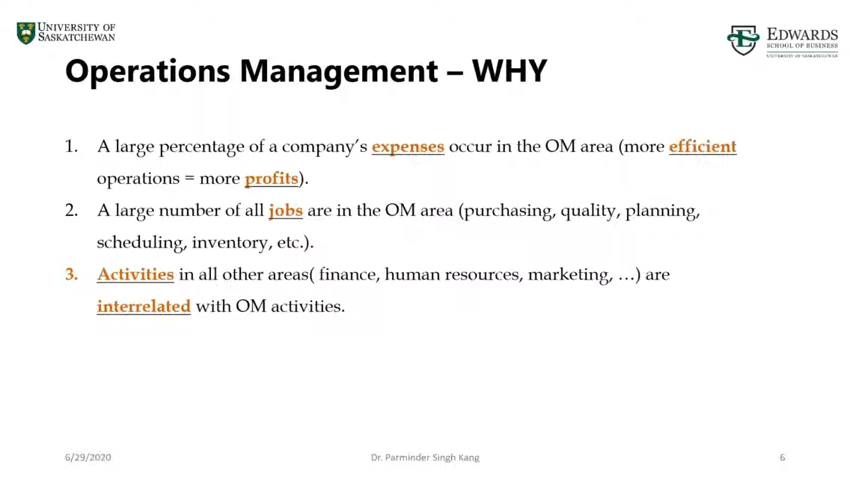 UNIVERSITY OF
SASKATCHEWAN
EDWARDS
SCHOOL OF BUSINESS
UNIVERSITY OF SASKATCHEWAN
Operations Management – WHY
1. A large percentage of a company’s expenses occur in the OM area (more efficient
operations = more profits).
2. A large number of all jobs are in the OM area (purchasing, quality, planning,
scheduling, inventory, etc.).
3. Activities in all other areas( finance, human resources, marketing, …) are
interrelated with OM activities.
6/29/2020
Dr. Parminder Singh Kang
6